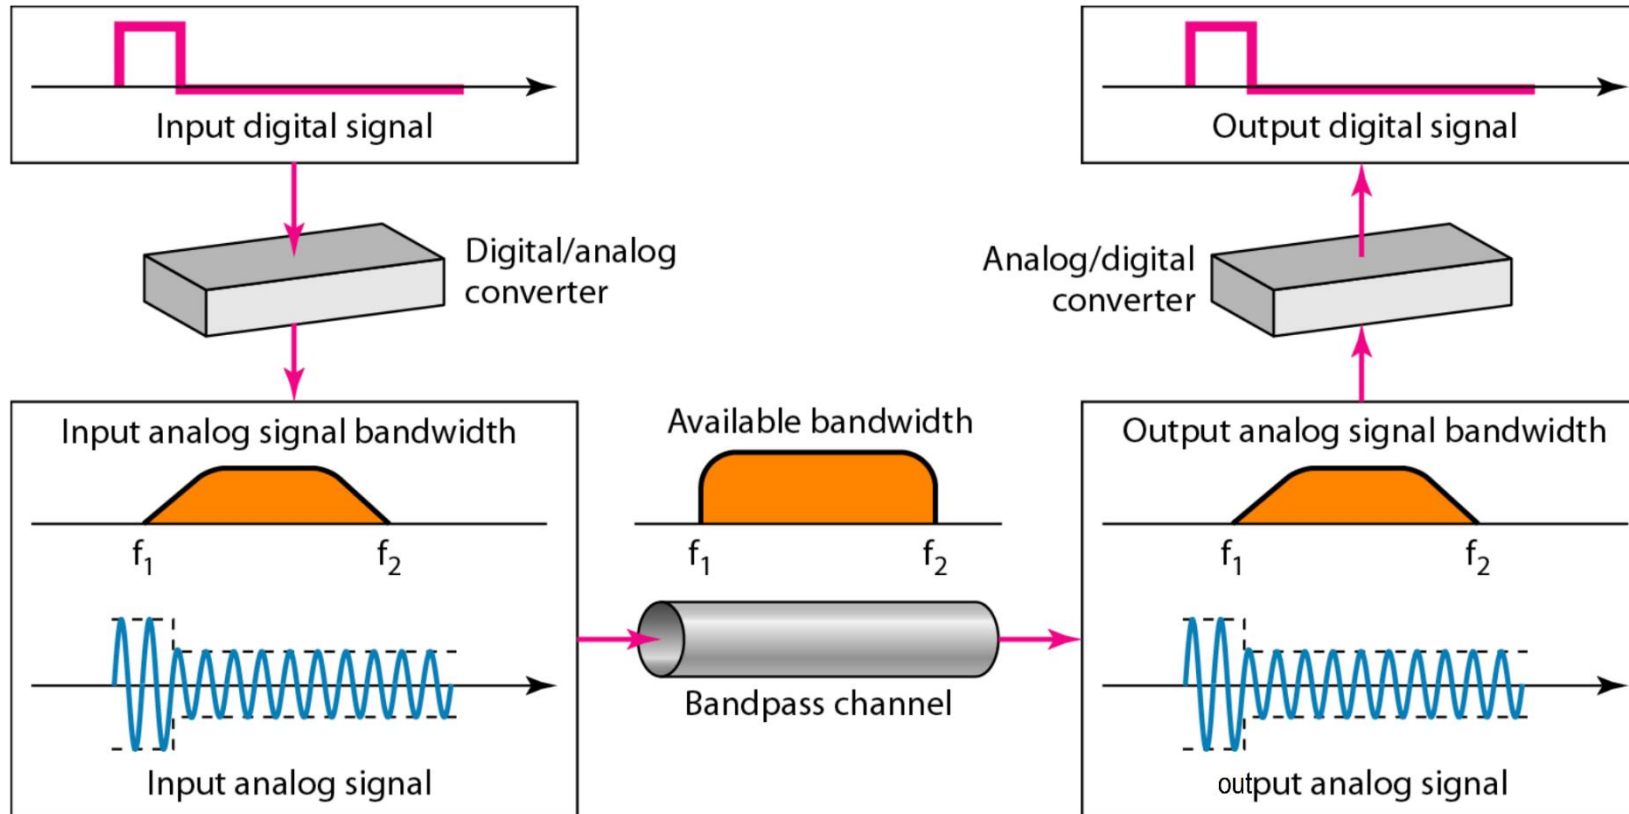 Input digital signal
Output digital signal
Digital/analog
converter
Analog/digital
converter
Input analog signal bandwidth
f₁
f₂
Input analog signal
Available bandwidth
f₁
f₂
Bandpass channel
Output analog signal bandwidth
f₁
f₂
output analog signal